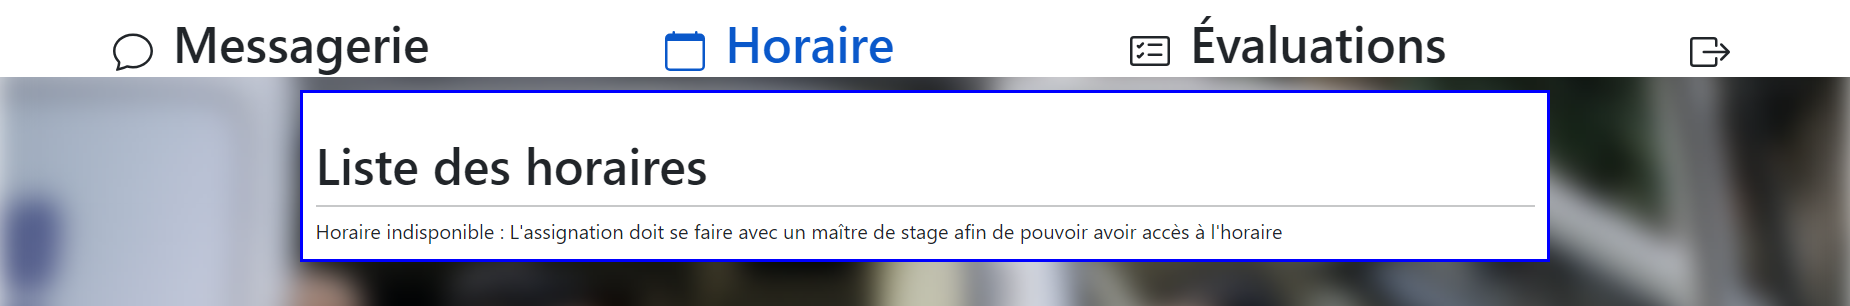 Messagerie Horaire Évaluations
Liste des horaires
Horaire indisponible : L'assignation doit se faire avec un maître de stage afin de pouvoir avoir accès à l'horaire